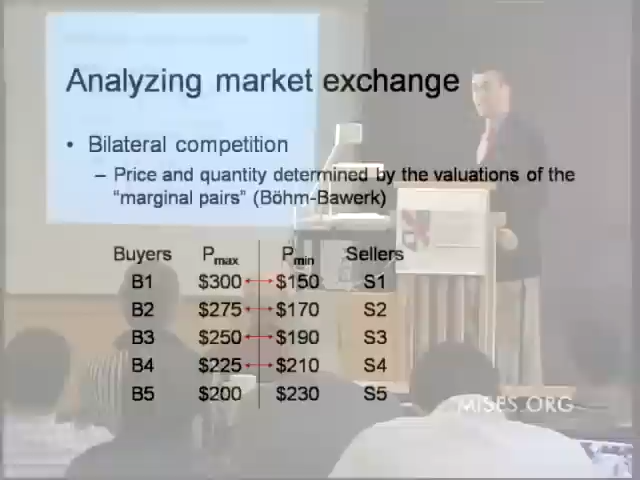 Analyzing market exchange
• Bilateral competition
– Price and quantity determined by the valuations of the
"marginal pairs" (Böhm-Bawerk)
Buyers Pmax Pmin Sellers
B1 $300 $150 S1
B2 $275 $170 S2
B3 $250 $190 S3
B4 $225 $210 S4
B5 $200 $230 S5
MISES.ORG